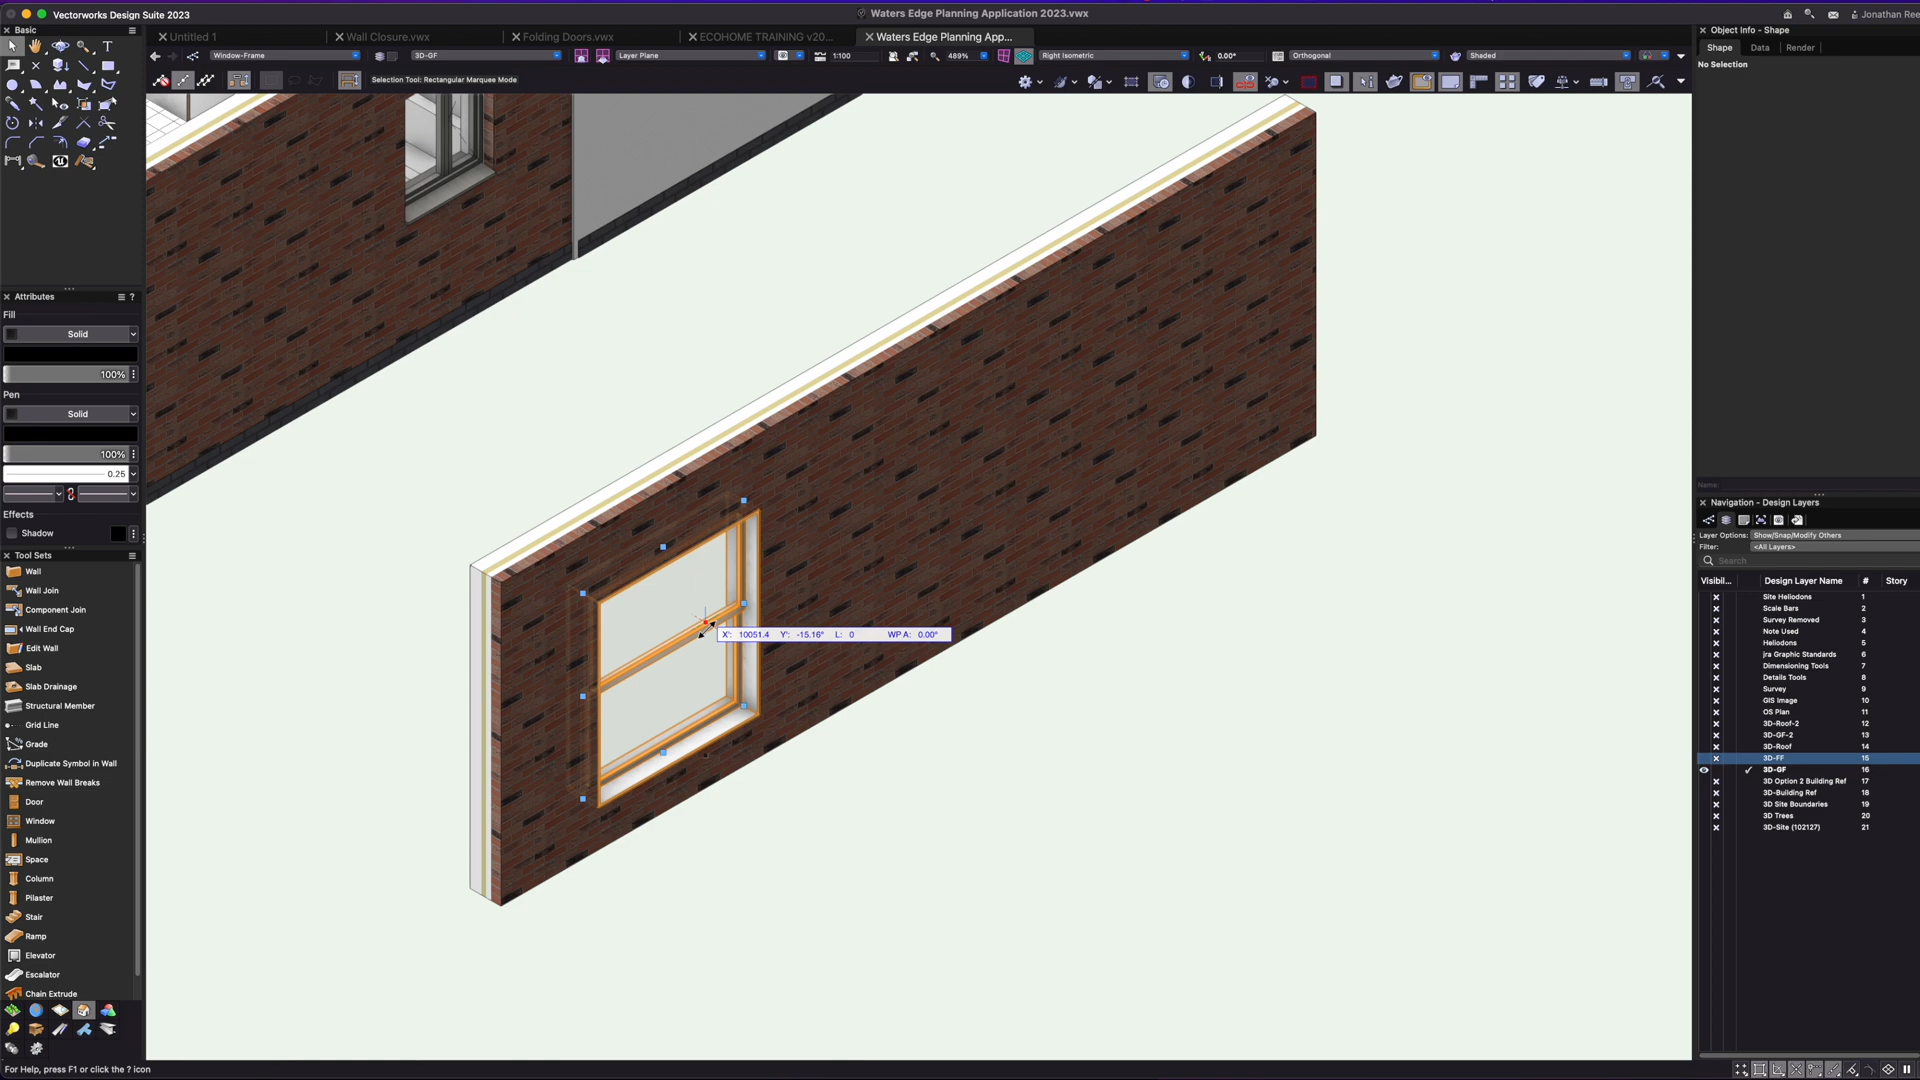 Vectorworks Design Suite 2023
Waters Edge Planning Application 2023.vwx
Jonathan Ree
Basic
Untitled 1
Wall Closure.vwx
Folding Doors.vwx
ECOHOME TRAINING v20...
Waters Edge Planning App...
Window-Frame
3D-GF
Layer Plane
1:100
489%
Right Isometric
0.00°
Orthogonal
Shaded
Selection Tool: Rectangular Marquee Mode
Object Info - Shape
Shape
Data
Render
No Selection
Attributes
?
Fill
Solid
100%
Pen
Solid
100%
0.25
Effects
Shadow
Tool Sets
Wall
Wall Join
Component Join
Wall End Cap
Edit Wall
Slab
Slab Drainage
Structural Member
Grid Line
Grade
Duplicate Symbol in Wall
Remove Wall Breaks
Door
Window
Mullion
Space
Column
Pilaster
Stair
Ramp
Elevator
Escalator
Chain Extrude
For Help, press F1 or click the ? icon
X': 10051.4 Y': -15.16° L: 0 WP A: 0.00°
Name:
Navigation - Design Layers
Layer Options: Show/Snap/Modify Others
Filter: <All Layers>
Search
Visibil... Design Layer Name # Story
Site Heliodons 1
Scale Bars 2
Survey Removed 3
Note Used 4
Heliodons 5
jra Graphic Standards 6
Dimensioning Tools 7
Details Tools 8
Survey 9
GIS Image 10
OS Plan 11
3D-Roof-2 12
3D-GF-2 13
3D-Roof 14
3D-FF 15
3D-GF 16
3D Option 2 Building Ref 17
3D-Building Ref 18
3D Site Boundaries 19
3D Trees 20
3D-Site (102127) 21